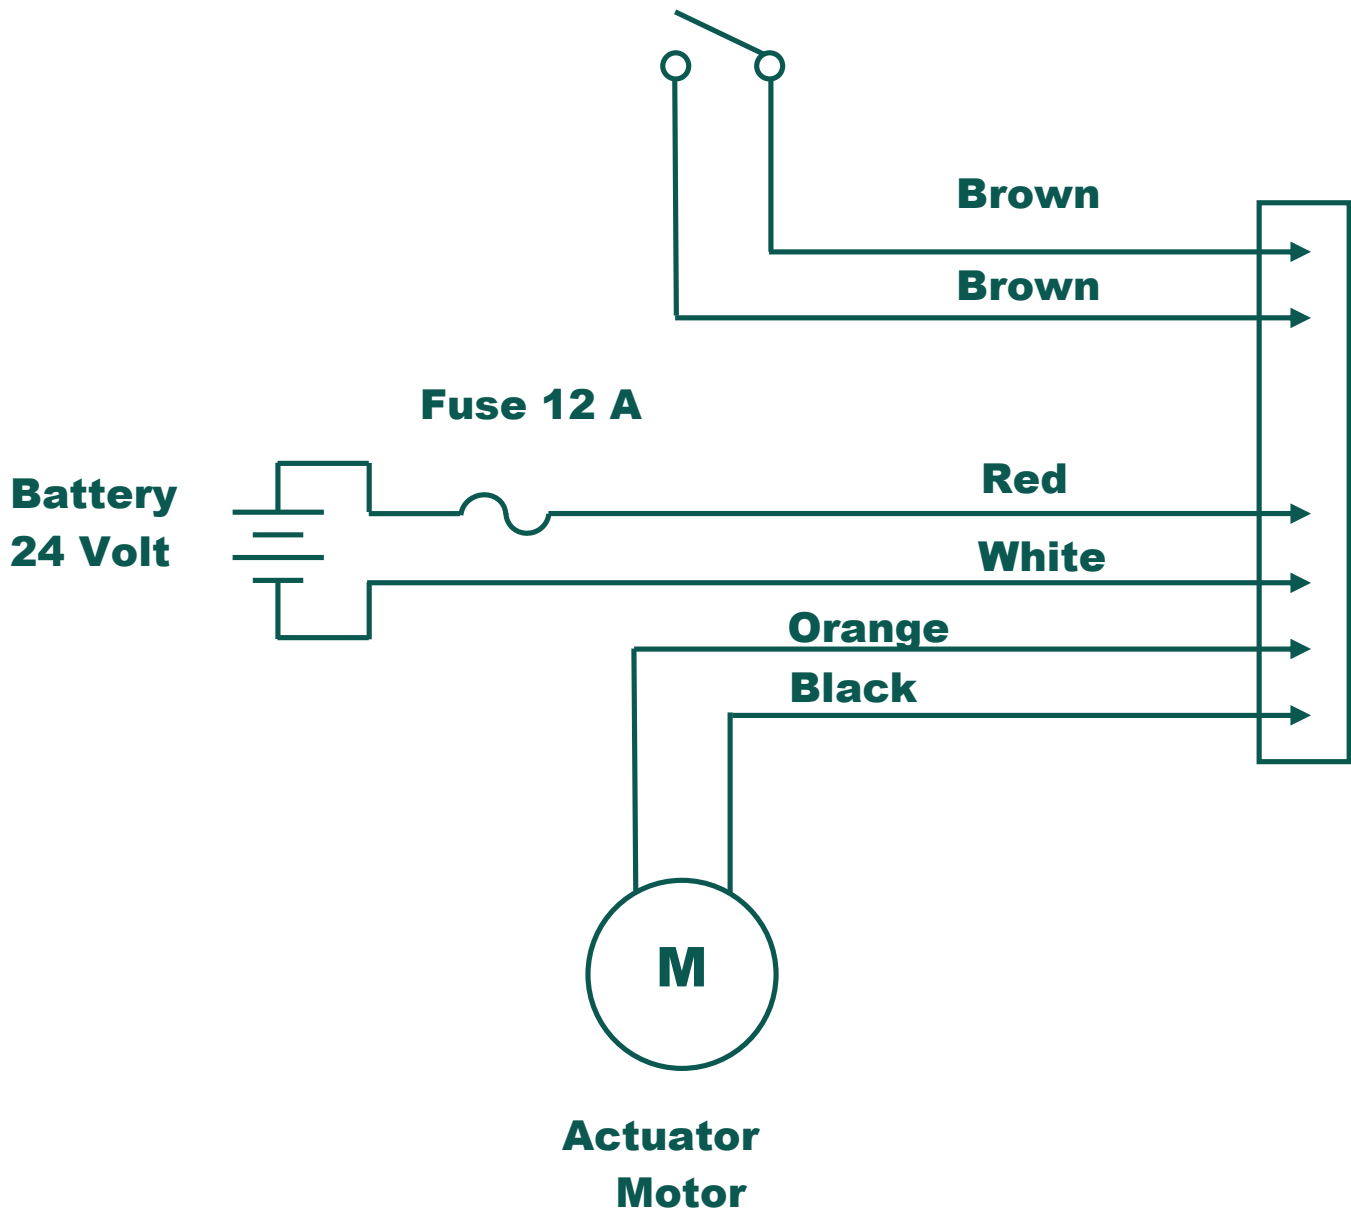 Brown
Brown
Fuse 12 A
Battery
24 Volt
Red
White
Orange
Black
M
Actuator
Motor